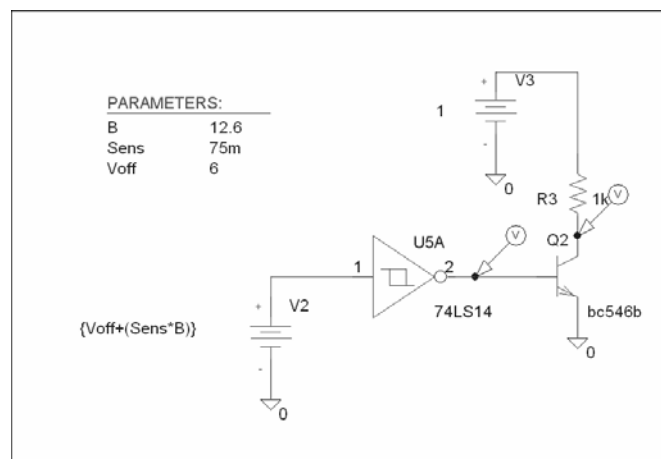 PARAMETERS:
B 12.6
Sens 75m
Voff 6
+ V3
1
-
0
R3 1k
V
U5A
V
Q2
1 2
+ V2
74LS14
bc546b
{Voff+(Sens*B)}
0
-
0